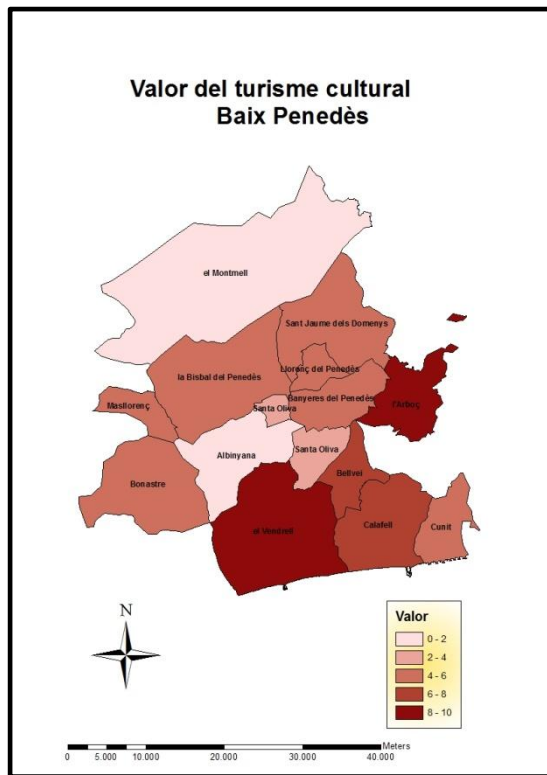 Valor del turisme cultural
Baix Penedès
el Montmell
Sant Jaume dels Domenys
Llorenç del Penedès
la Bisbal del Penedès
Banyeres del Penedès
l'Arboç
Masllorenç
Santa Oliva
Albinyana
Santa Oliva
Bellvei
Bonastre
el Vendrell
Calafell
Cunit
N
Valor
0 - 2
2 - 4
4 - 6
6 - 8
8 - 10
Meters
0 5.000 10.000 20.000 30.000 40.000